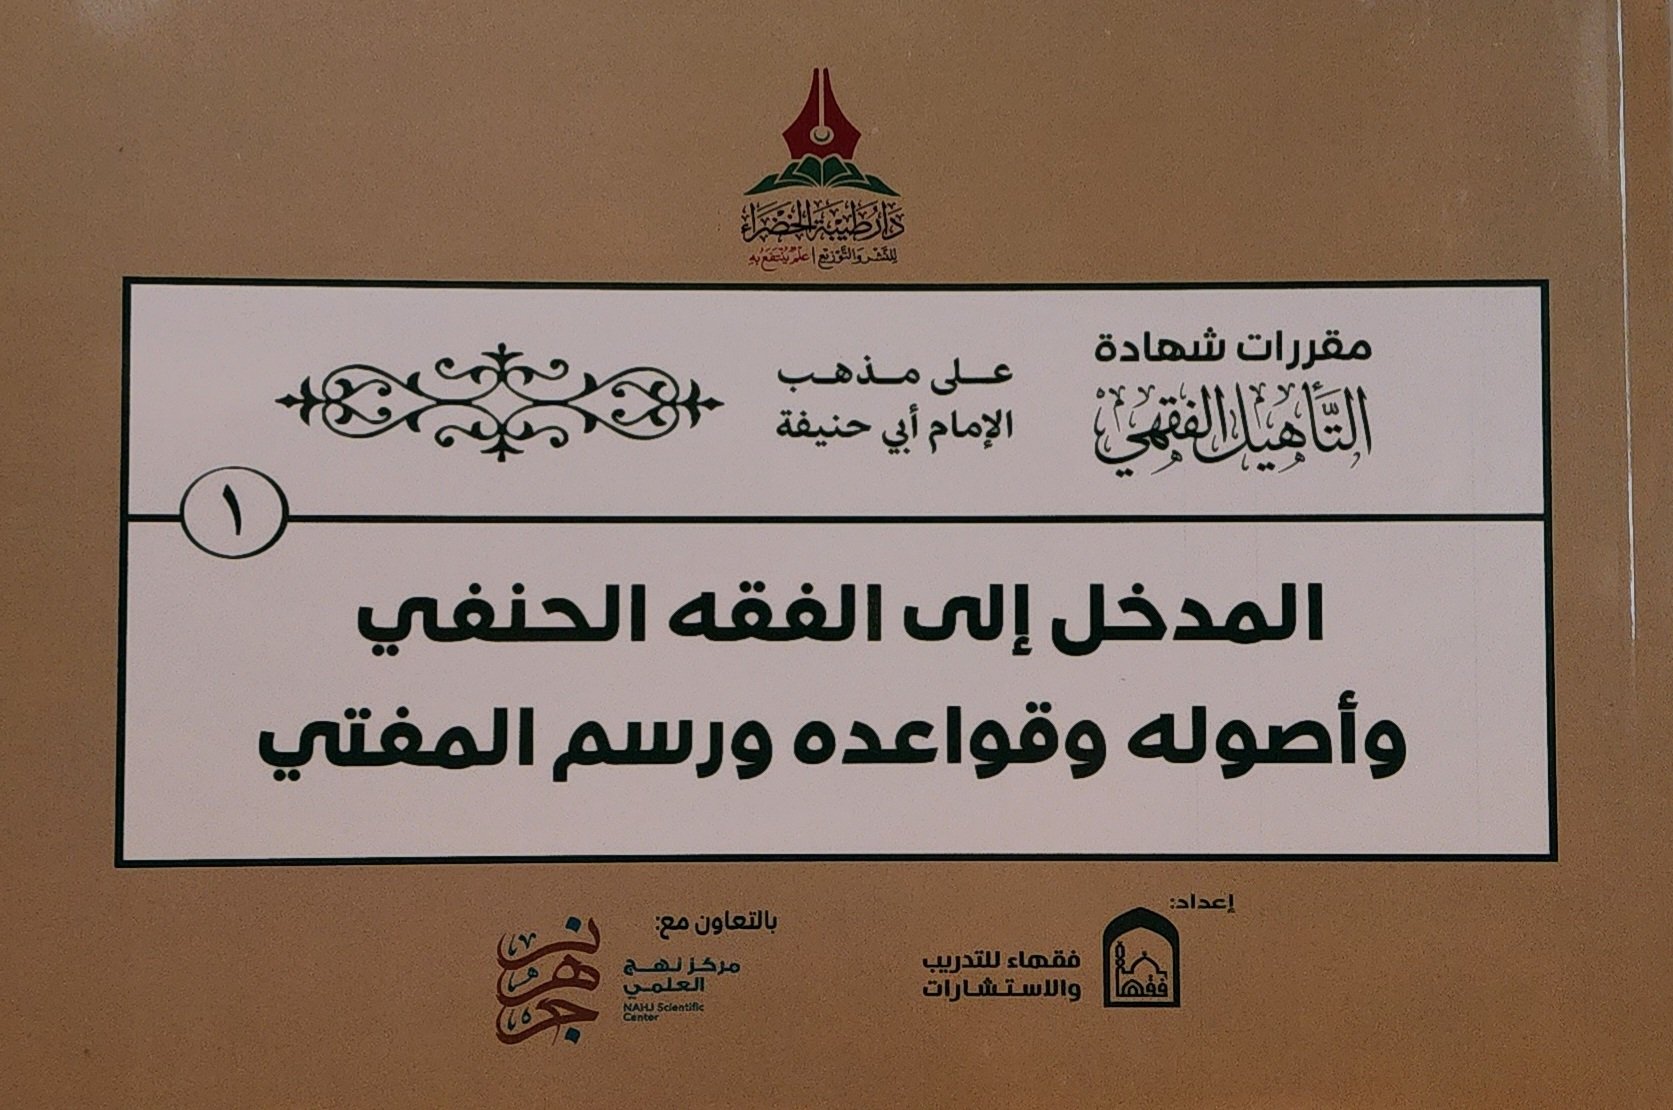 دار طيبة الخضراء
للنشر والتوزيع | علم ينتفع به
مقررات شهادة
التأهيل الفقهي
على مذهب
الإمام أبي حنيفة
١
المدخل إلى الفقه الحنفي
وأصوله وقواعده ورسم المفتي
إعداد:
فقهاء
فقهاء للتدريب
والاستشارات
بالتعاون مع:
نهج
مركز نهج
العلمي
NAHJ Scientific
Center